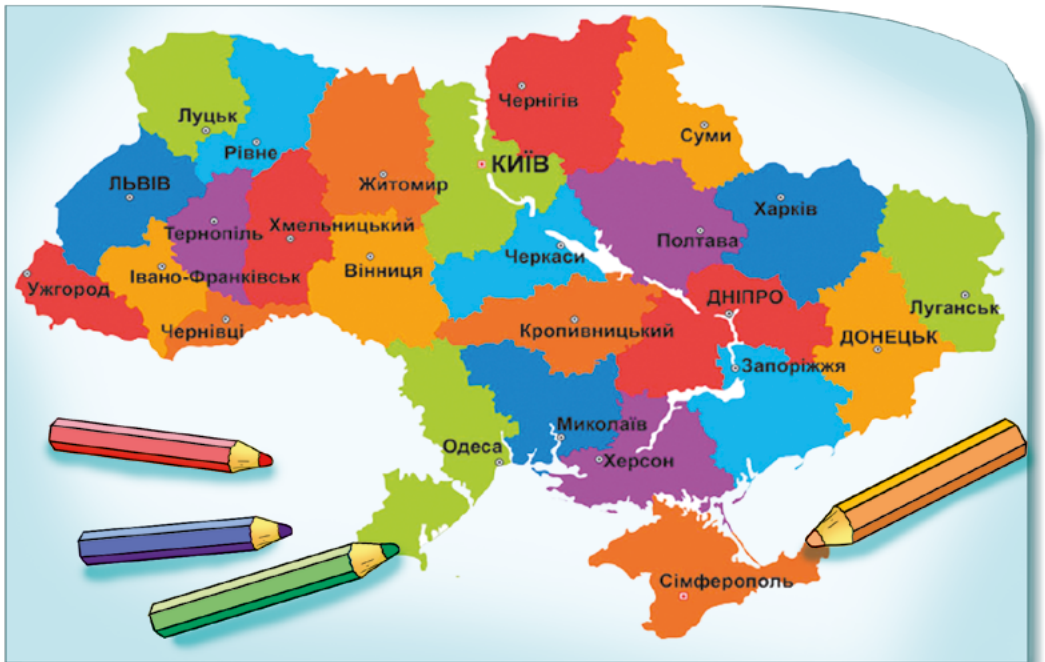 Чернігів
Луцьк
Суми
Рівне
КИЇВ
ЛЬВІВ
Житомир
Харків
Тернопіль
Хмельницький
Полтава
Черкаси
Вінниця
Івано-Франківськ
Ужгород
ДНІПРО
Луганськ
Чернівці
Кропивницький
ДОНЕЦЬК
Запоріжжя
Миколаїв
Одеса
Херсон
Сімферополь